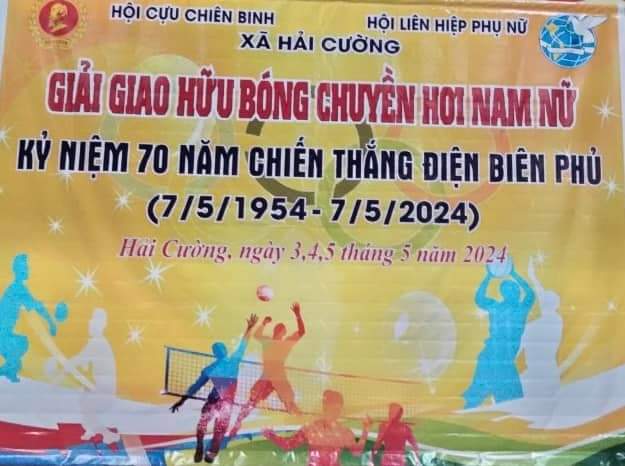 HỘI CỰU CHIẾN BINH
HỘI LIÊN HIỆP PHỤ NỮ
XÃ HẢI CƯỜNG
GIẢI GIAO HỮU BÓNG CHUYỀN HƠI NAM NỮ
KỶ NIỆM 70 NĂM CHIẾN THẮNG ĐIỆN BIÊN PHỦ
(7/5/1954- 7/5/2024)
Hải Cường, ngày 3,4,5 tháng 5 năm 2024